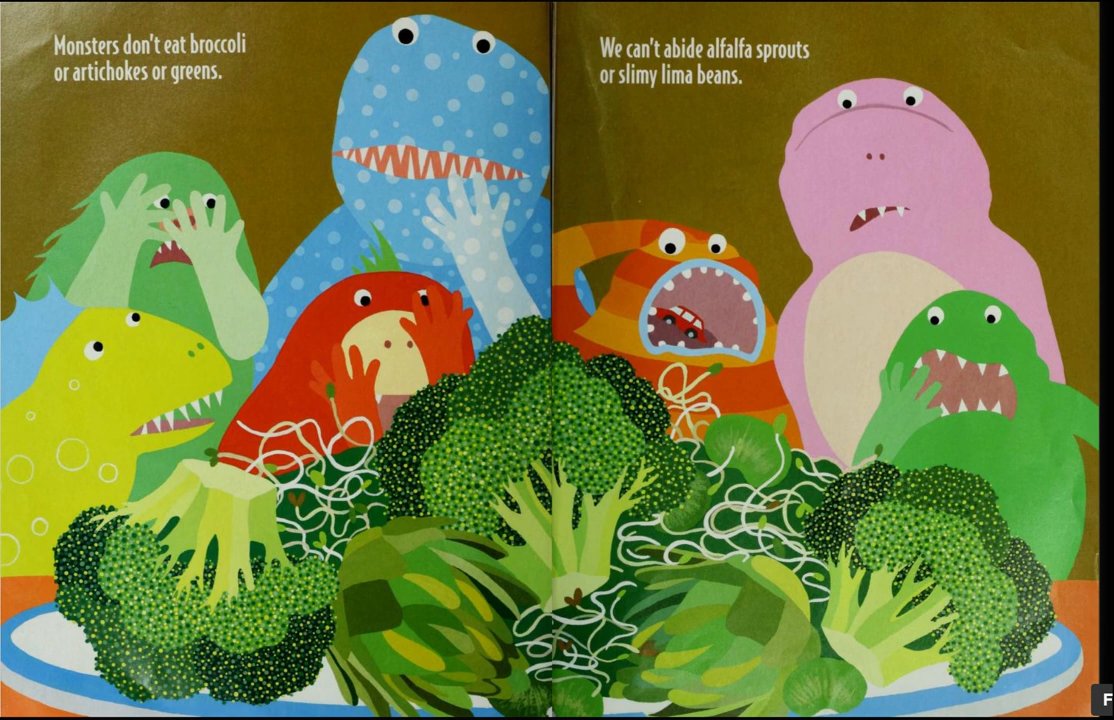 Monsters don't eat broccoli
or artichokes or greens.
We can't abide alfalfa sprouts
or slimy lima beans.
F